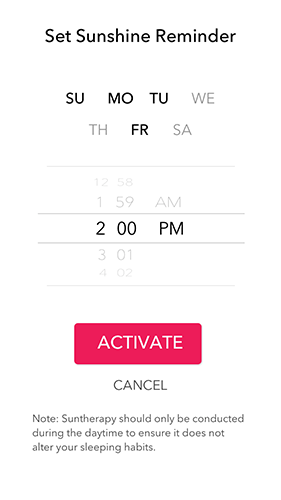 Set Sunshine Reminder
SU MO TU WE
TH FR SA
12 58
1 59 AM
2 00 PM
3 01
4 02
ACTIVATE
CANCEL
Note: Suntherapy should only be conducted
during the daytime to ensure it does not
alter your sleeping habits.